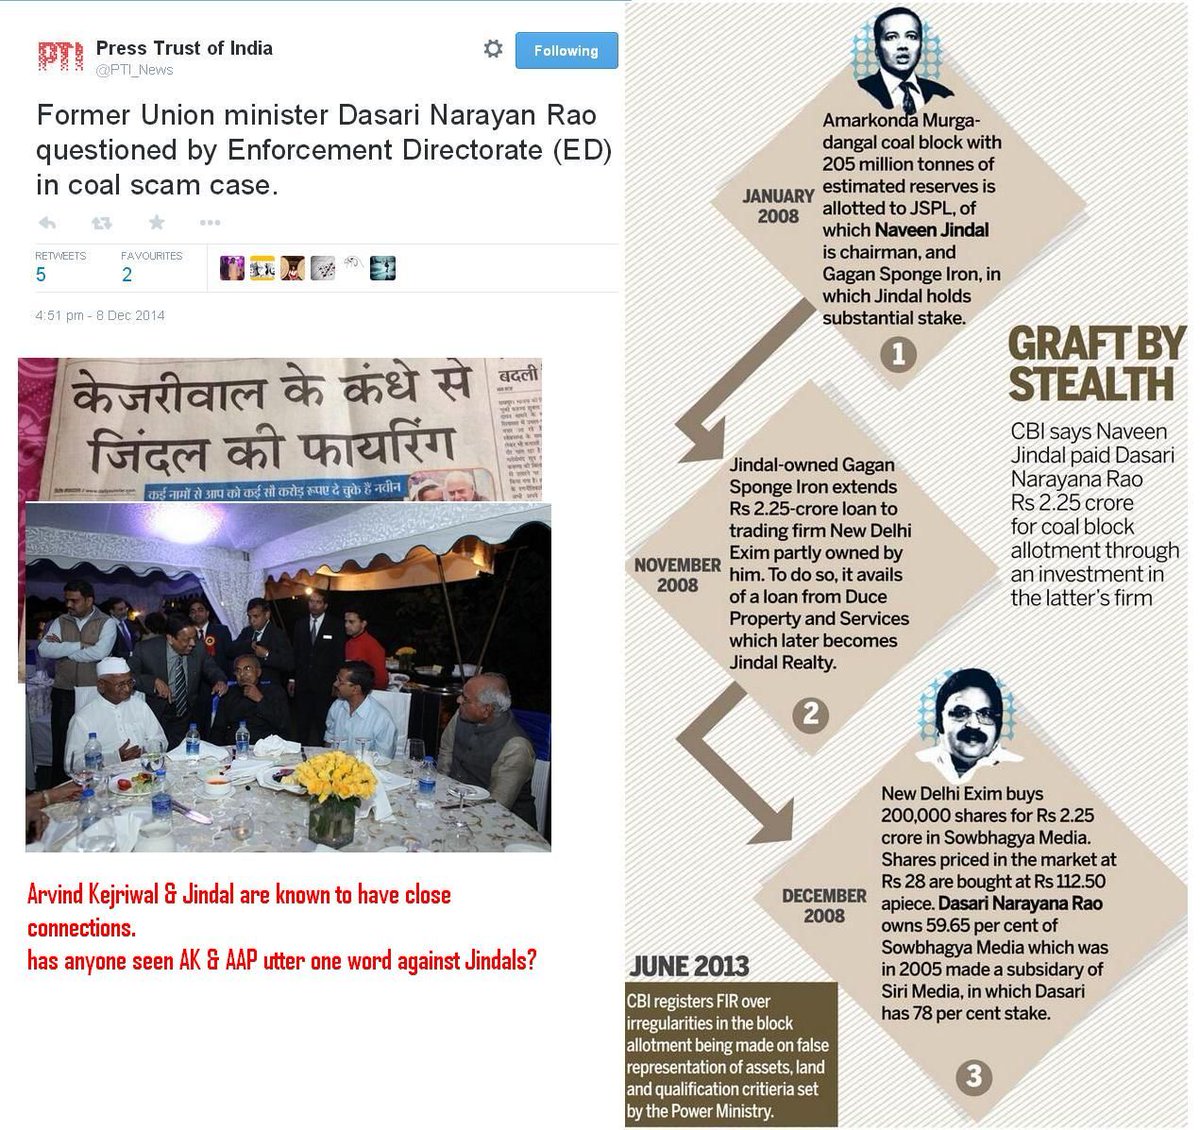 Press Trust of India
@PTI_News
Following
Former Union minister Dasari Narayan Rao
questioned by Enforcement Directorate (ED)
in coal scam case.
RETWEETS
FAVOURITES
5
2
4:51 pm - 8 Dec 2014
केजरीवाल के कंधे से
जिंदल की फायरिंग
बदली
कई नामों से आप को कई सौ करोड़ रूपए दे चुके हैं नवीन
Arvind Kejriwal & Jindal are known to have close
connections.
has anyone seen AK & AAP utter one word against Jindals?
JANUARY
2008
Amarkonda Murga-
dangal coal block with
205 million tonnes of
estimated reserves is
allotted to JSPL, of
which Naveen Jindal
is chairman, and
Gagan Sponge Iron, in
which Jindal holds
substantial stake.
1
GRAFT BY
STEALTH
CBI says Naveen
Jindal paid Dasari
Narayana Rao
Rs 2.25 crore
for coal block
allotment through
an investment in
the latter's firm
NOVEMBER
2008
Jindal-owned Gagan
Sponge Iron extends
Rs 2.25-crore loan to
trading firm New Delhi
Exim partly owned by
him. To do so, it avails
of a loan from Duce
Property and Services
which later becomes
Jindal Realty.
2
DECEMBER
2008
New Delhi Exim buys
200,000 shares for Rs 2.25
crore in Sowbhagya Media.
Shares priced in the market at
Rs 28 are bought at Rs 112.50
apiece. Dasari Narayana Rao
owns 59.65 per cent of
Sowbhagya Media which was
in 2005 made a subsidary of
Siri Media, in which Dasari
has 78 per cent stake.
3
JUNE 2013
CBI registers FIR over
irregularities in the block
allotment being made on false
representation of assets, land
and qualification critieria set
by the Power Ministry.